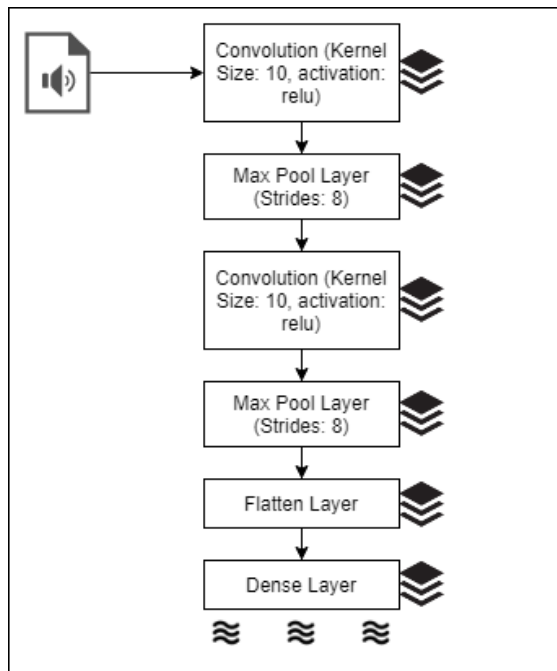 Convolution (Kernel
Size: 10, activation:
relu)
Max Pool Layer
(Strides: 8)
Convolution (Kernel
Size: 10, activation:
relu)
Max Pool Layer
(Strides: 8)
Flatten Layer
Dense Layer